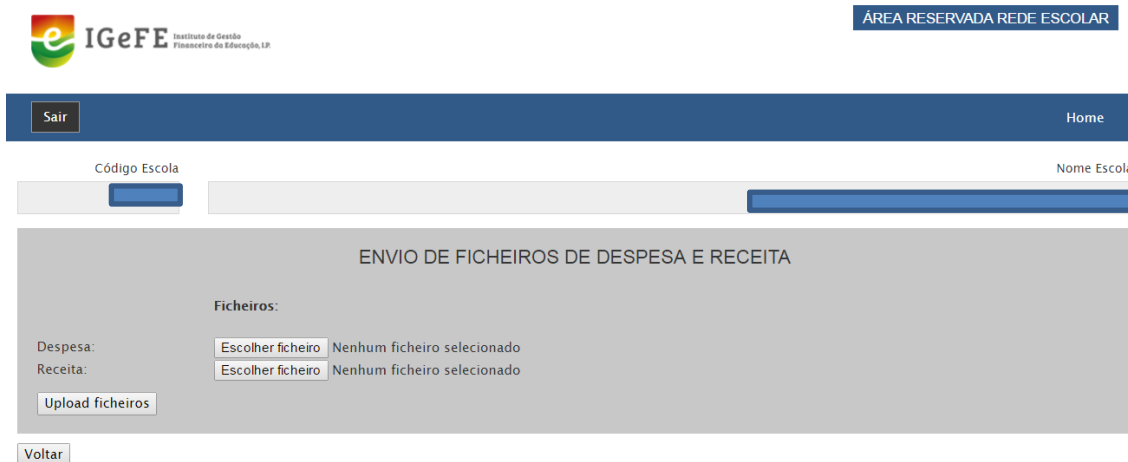 ÁREA RESERVADA REDE ESCOLAR
IGeFE Instituto de Gestão
Financeira da Educação, I.P.
Sair Home
Código Escola Nome Escola
ENVIO DE FICHEIROS DE DESPESA E RECEITA
Ficheiros:
Despesa: Escolher ficheiro Nenhum ficheiro selecionado
Receita: Escolher ficheiro Nenhum ficheiro selecionado
Upload ficheiros
Voltar